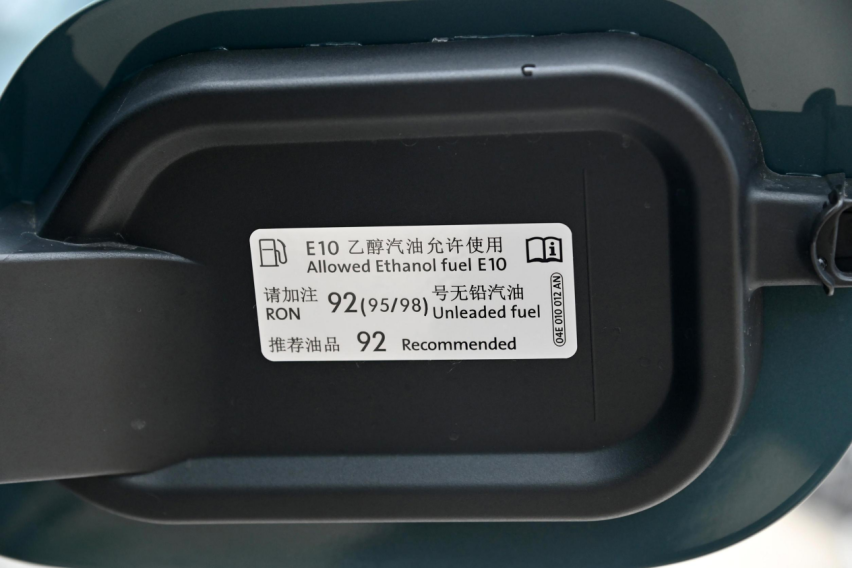 E10 乙醇汽油允许使用
Allowed Ethanol fuel E10
请加注 92(95/98) 号无铅汽油
RON Unleaded fuel
推荐油品 92 Recommended
04E 010 012 AN